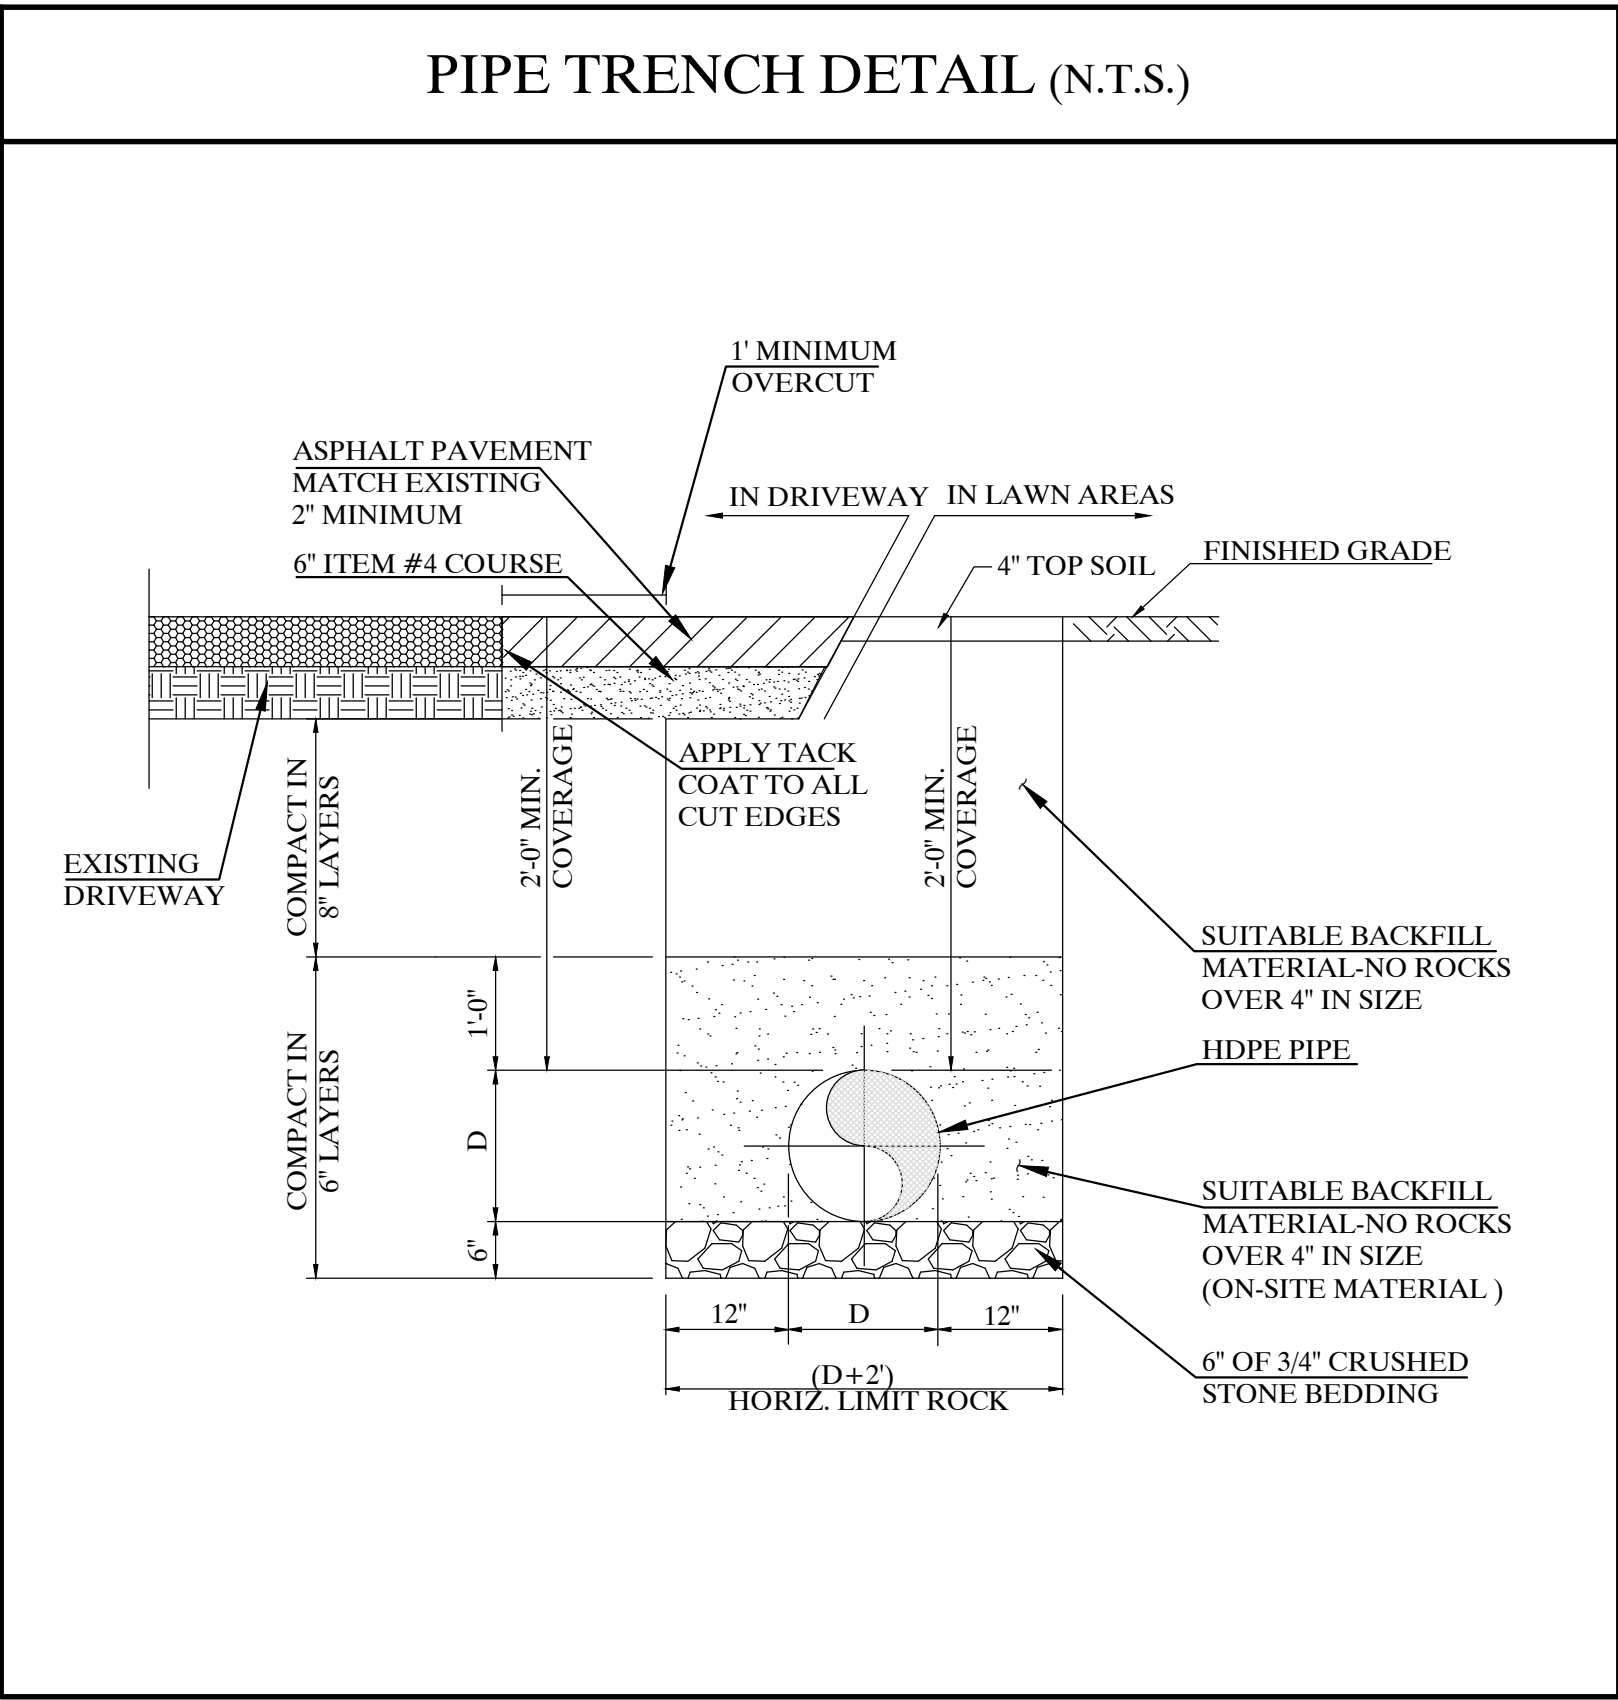 PIPE TRENCH DETAIL (N.T.S.)
1' MINIMUM
OVERCUT
ASPHALT PAVEMENT
MATCH EXISTING
2" MINIMUM
IN DRIVEWAY
IN LAWN AREAS
6" ITEM #4 COURSE
4" TOP SOIL
FINISHED GRADE
APPLY TACK
COAT TO ALL
CUT EDGES
EXISTING
DRIVEWAY
COMPACT IN
8" LAYERS
2'-0" MIN.
COVERAGE
2'-0" MIN.
COVERAGE
SUITABLE BACKFILL
MATERIAL-NO ROCKS
OVER 4" IN SIZE
COMPACT IN
6" LAYERS
1'-0"
D
6"
HDPE PIPE
SUITABLE BACKFILL
MATERIAL-NO ROCKS
OVER 4" IN SIZE
(ON-SITE MATERIAL )
12"
D
12"
(D+2')
HORIZ. LIMIT ROCK
6" OF 3/4" CRUSHED
STONE BEDDING